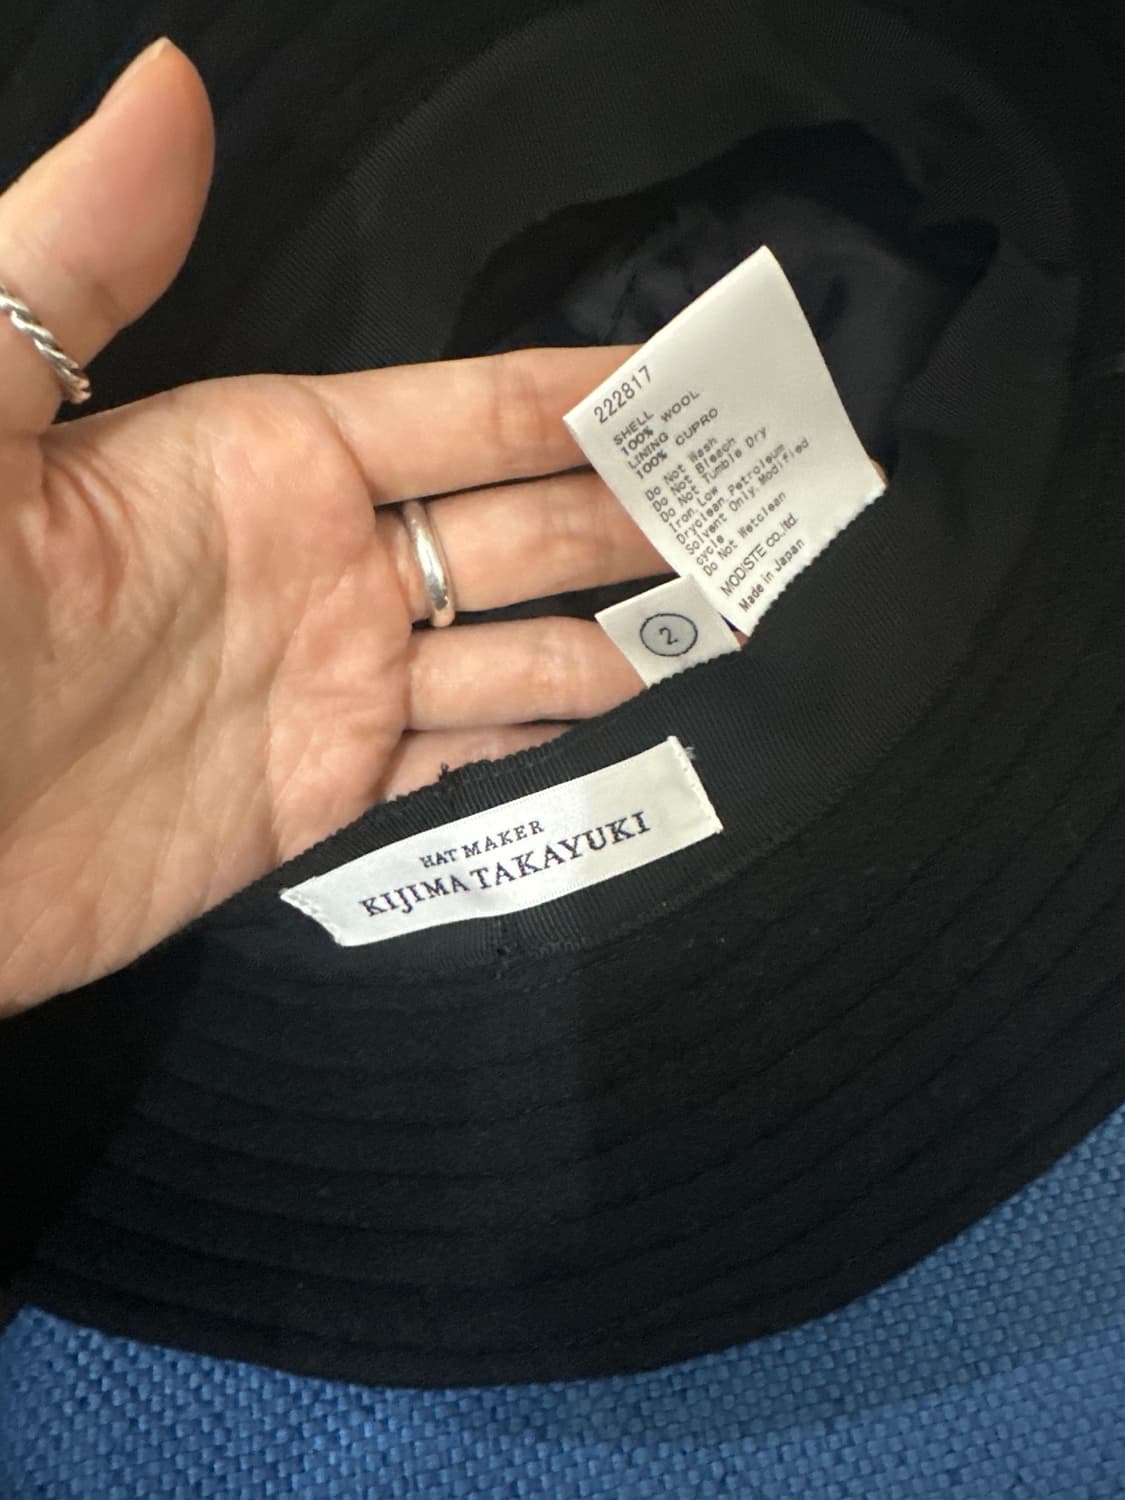 222817
SHELL
100% WOOL
LINING
100% CUPRO
Do Not Wash
Do Not Bleach
Do Not Tumble Dry
Iron, Low
Dryclean, Petroleum
Solvent Only, Modified
cycle
Do Not Wetclean
MODISTE co.,ltd.
Made in Japan
2
HAT MAKER
KIJIMA TAKAYUKI